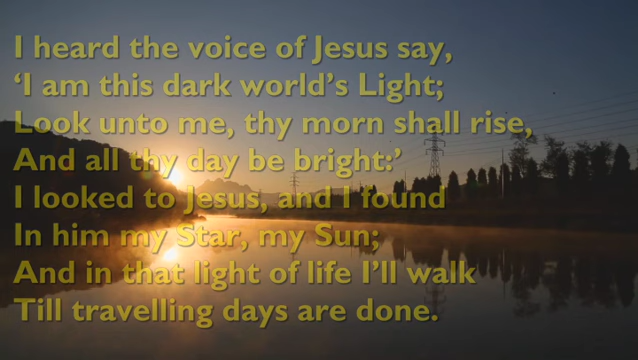 I heard the voice of Jesus say,
‘I am this dark world’s Light;
Look unto me, thy morn shall rise,
And all thy day be bright:’
I looked to Jesus, and I found
In him my Star, my Sun;
And in that light of life I’ll walk
Till travelling days are done.